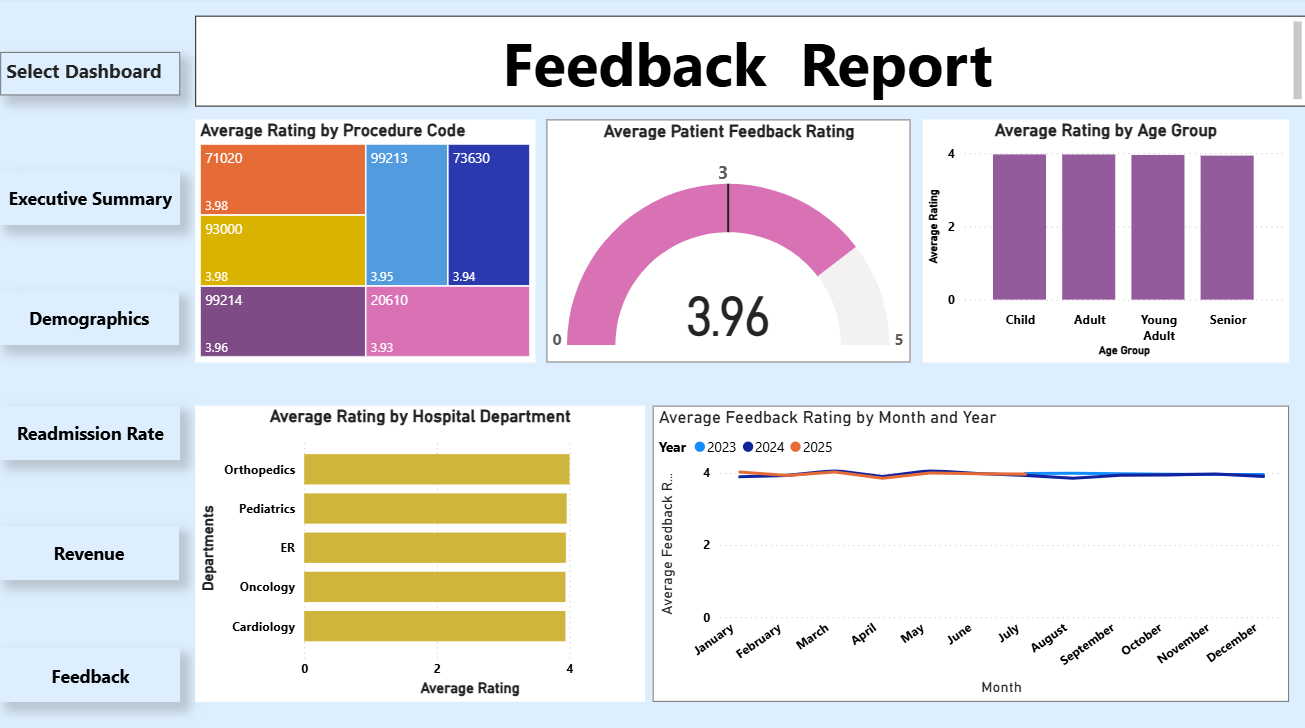 Feedback Report
Select Dashboard
Executive Summary
Demographics
Readmission Rate
Revenue
Feedback
Average Rating by Procedure Code
71020
3.98
93000
3.98
99214
3.96
99213
3.95
73630
3.94
20610
3.93
Average Patient Feedback Rating
3
0
5
3.96
Average Rating by Age Group
Average Rating
4
2
0
Child
Adult
Young
Adult
Senior
Age Group
Average Rating by Hospital Department
Departments
Orthopedics
Pediatrics
ER
Oncology
Cardiology
0
2
4
Average Rating
Average Feedback Rating by Month and Year
Year 2023 2024 2025
Average Feedback R...
4
2
0
January
February
March
April
May
June
July
August
September
October
November
December
Month